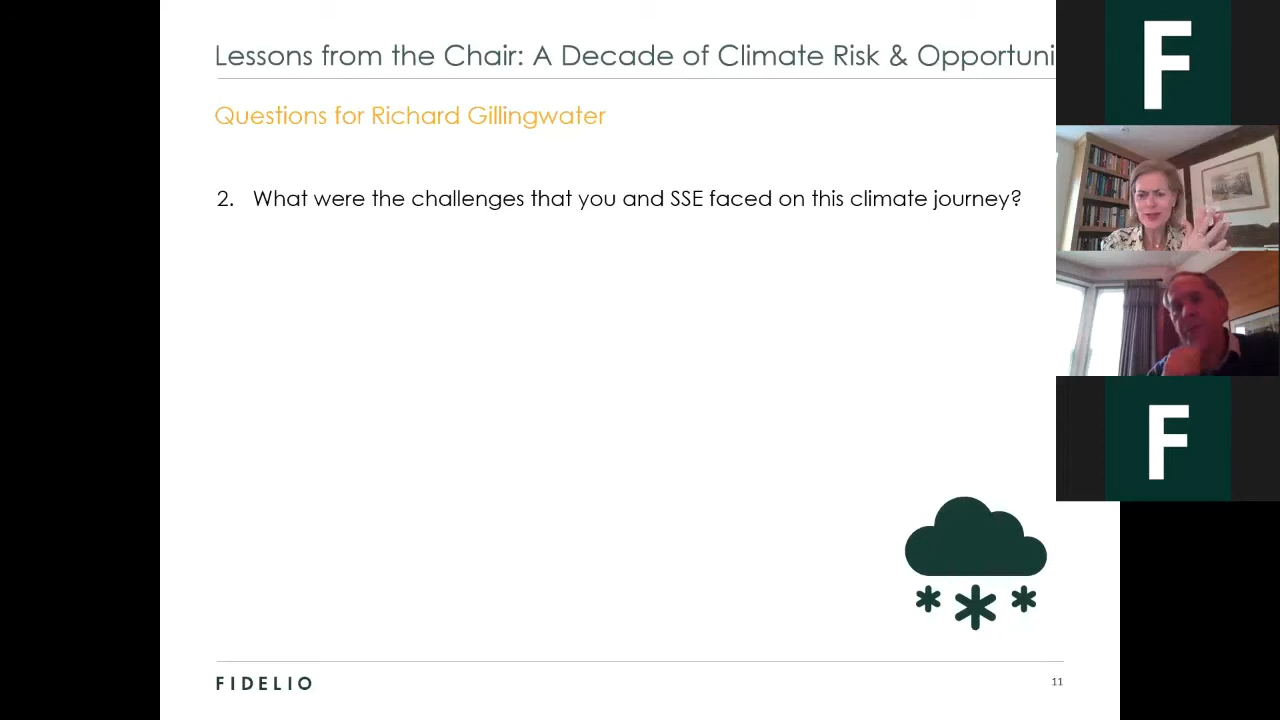 Lessons from the Chair: A Decade of Climate Risk & Opportuni
Questions for Richard Gillingwater
2. What were the challenges that you and SSE faced on this climate journey?
F
F
FIDELIO
11